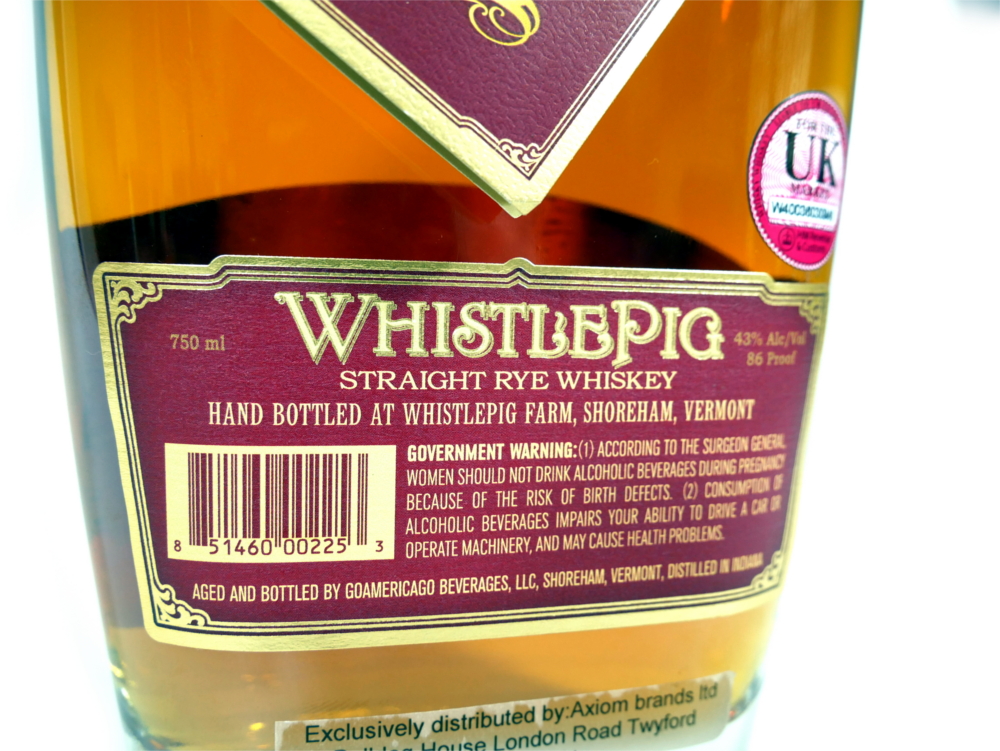 FOR THE
UK
MARKET
750 ml
WHISTLEPIG
43% Alc/Vol
86 Proof
STRAIGHT RYE WHISKEY
HAND BOTTLED AT WHISTLEPIG FARM, SHOREHAM, VERMONT
GOVERNMENT WARNING: (1) ACCORDING TO THE SURGEON GENERAL,
WOMEN SHOULD NOT DRINK ALCOHOLIC BEVERAGES DURING PREGNANCY
BECAUSE OF THE RISK OF BIRTH DEFECTS. (2) CONSUMPTION OF
ALCOHOLIC BEVERAGES IMPAIRS YOUR ABILITY TO DRIVE A CAR OR
OPERATE MACHINERY, AND MAY CAUSE HEALTH PROBLEMS.
8 51460 00225 3
AGED AND BOTTLED BY GOAMERICAGO BEVERAGES, LLC, SHOREHAM, VERMONT, DISTILLED IN INDIANA
Exclusively distributed by:Axiom brands ltd
House London Road Twyford